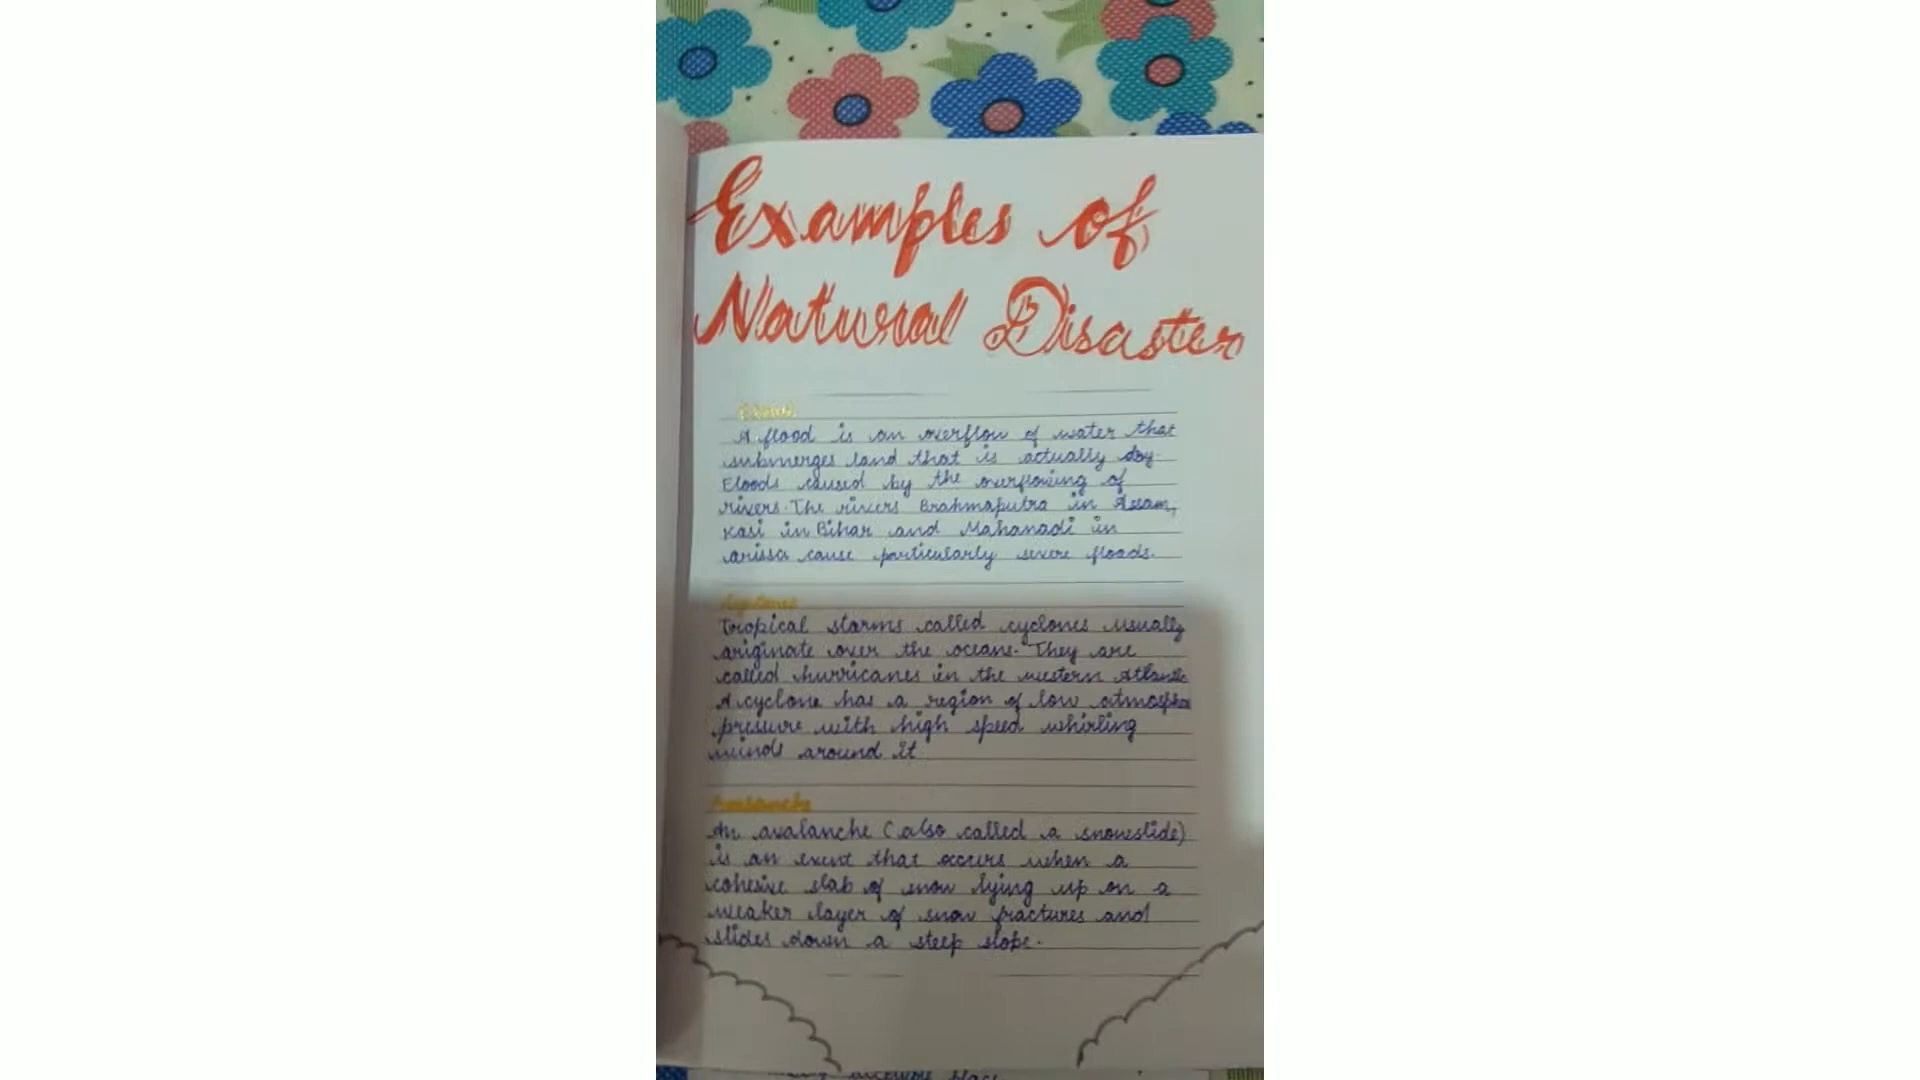 Examples of
Natural Disaster
Flood
A flood is an overflow of water that
submerges land that is actually dry.
Floods caused by the overflowing of
rivers. The rivers Brahmaputra in Assam,
Kasi in Bihar and Mahanadi in
orissa cause particularly severe floods.
Cyclones
Tropical storms called cyclones usually
originate over the oceans. They are
called hurricanes in the western Atlantic
A cyclone has a region of low atmosphe
pressure with high speed whirling
winds around it
Avalanche
An avalanche (also called a snowslide)
is an event that occurs when a
cohesive slab of snow lying up on a
weaker layer of snow fractures and
slides down a steep slope.